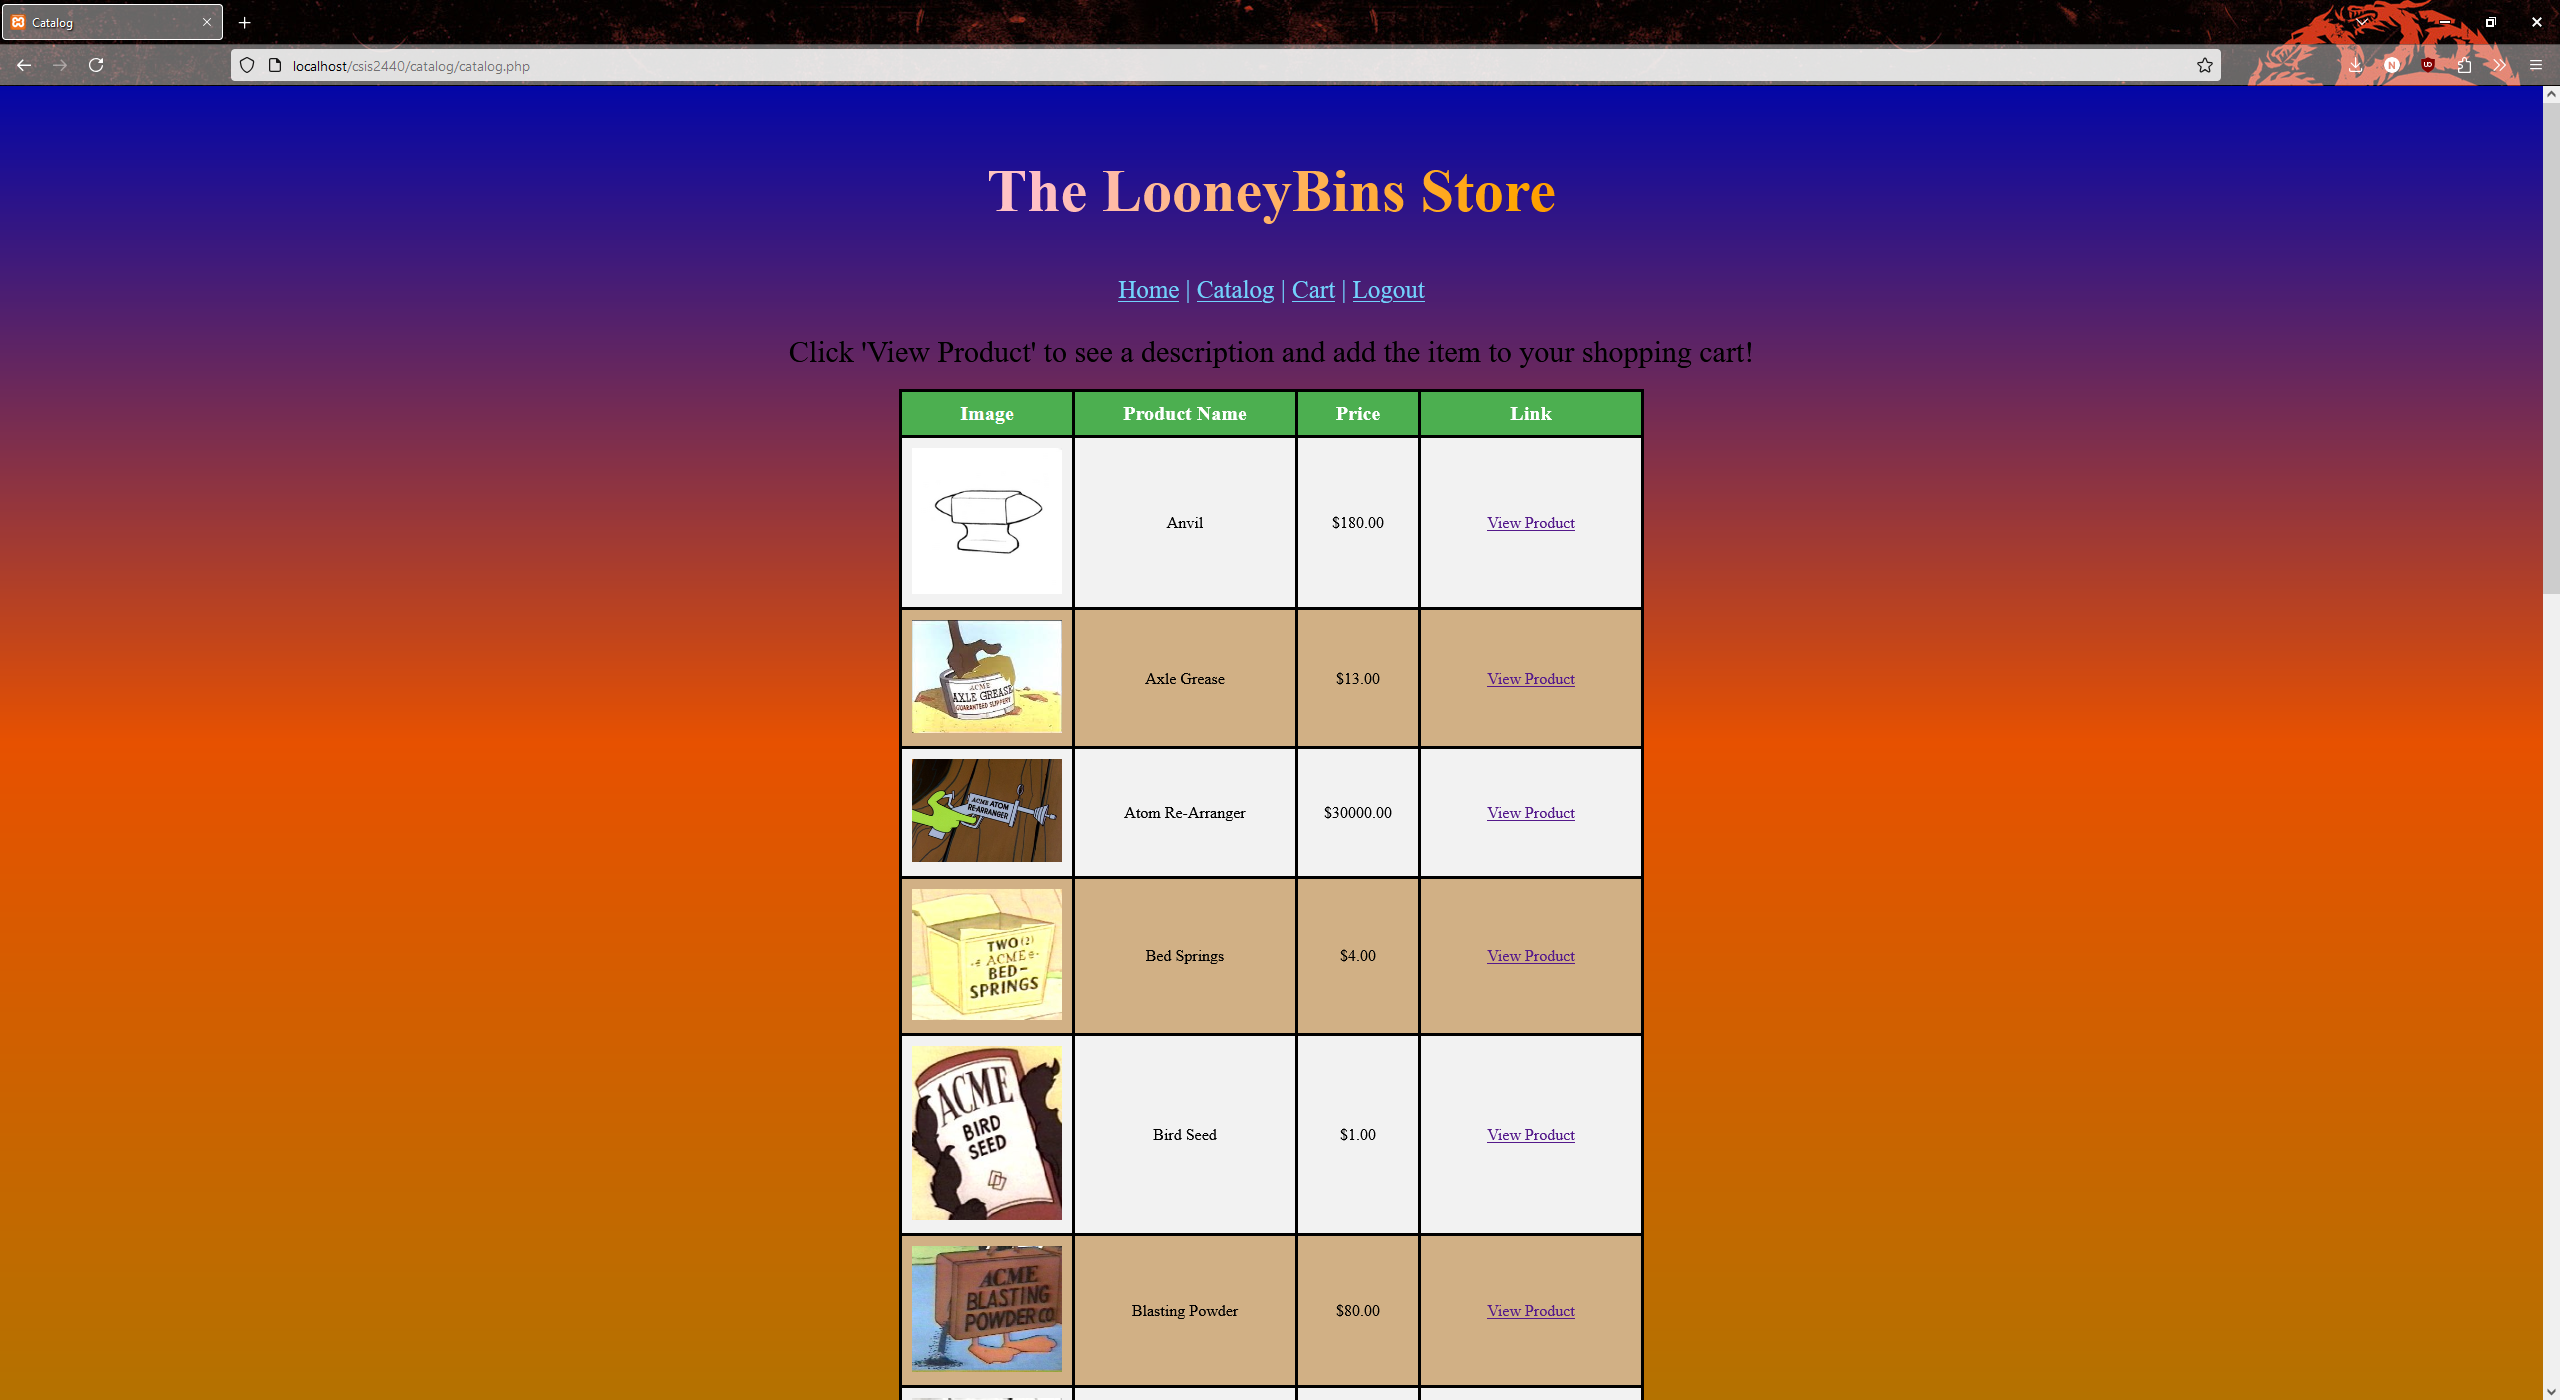 Catalog
localhost/csis2440/catalog/catalog.php
The LooneyBins Store
Home | Catalog | Cart | Logout
Click 'View Product' to see a description and add the item to your shopping cart!
Image Product Name Price Link
Anvil $180.00 View Product
ACME
AXLE GREASE
GUARANTEED SLIPPERY
Axle Grease $13.00 View Product
ACME ATOM
RE-ARRANGER
Atom Re-Arranger $30000.00 View Product
TWO (2)
ACME
BED-
SPRINGS
Bed Springs $4.00 View Product
ACME
BIRD
SEED
Bird Seed $1.00 View Product
ACME
BLASTING
POWDER CO.
Blasting Powder $80.00 View Product